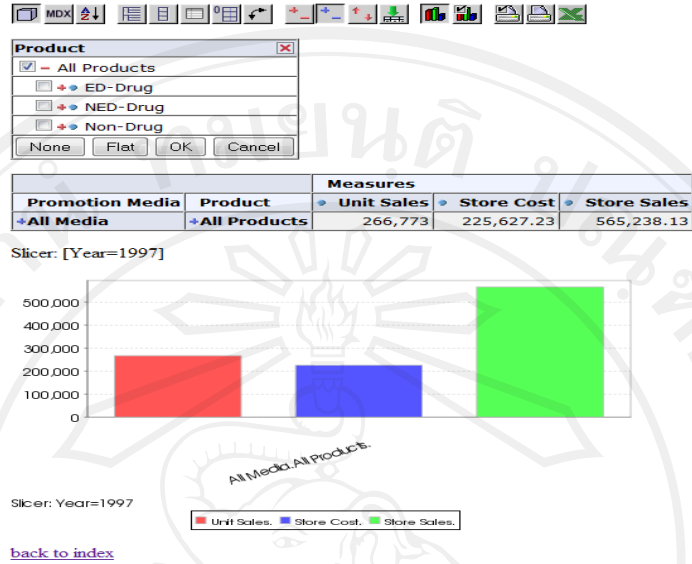 MDX
Product
All Products
ED-Drug
NED-Drug
Non-Drug
None Flat OK Cancel
Measures
Promotion Media Product Unit Sales Store Cost Store Sales
All Media All Products 266,773 225,627.23 565,238.13
Slicer: [Year=1997]
500,000
400,000
300,000
200,000
100,000
0
All Media.All Products.
Slicer: Year=1997
Unit Sales. Store Cost. Store Sales.
back to index